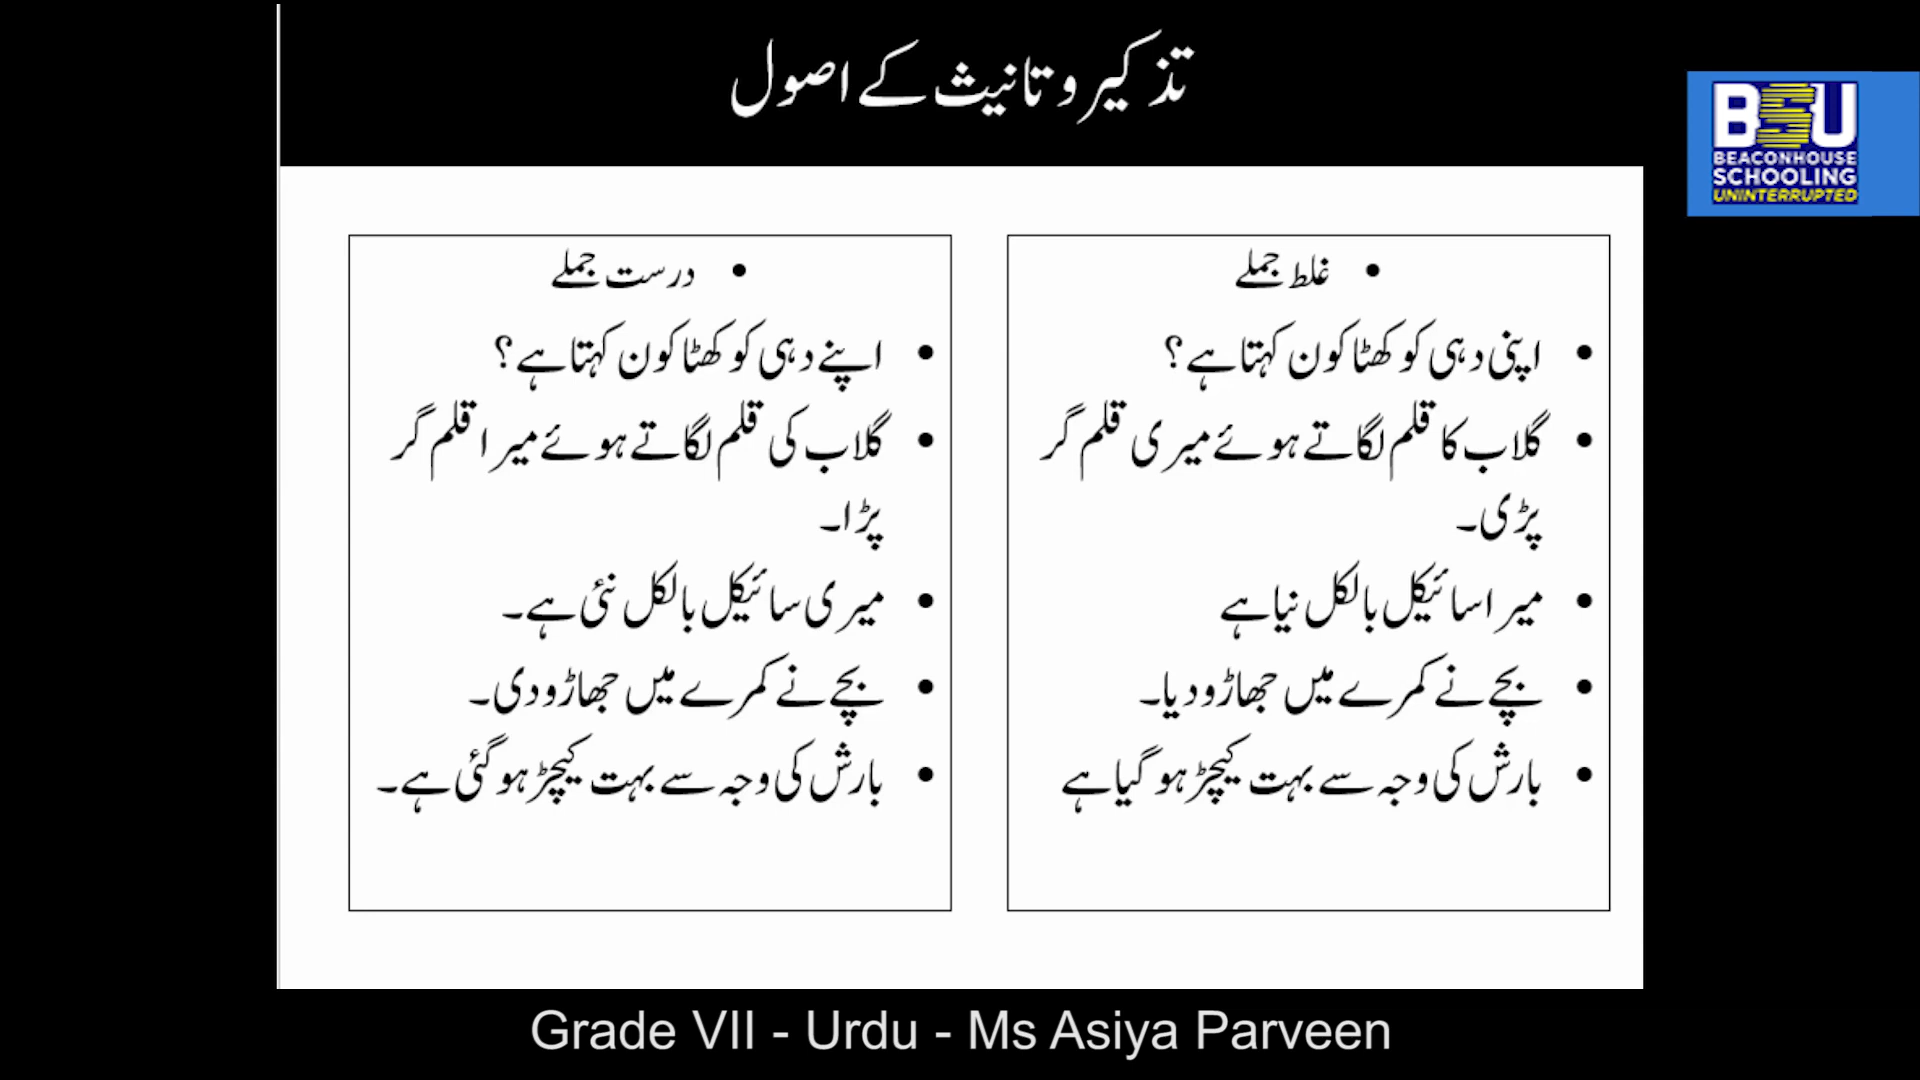 تذکیر و تانیث کے اصول
BSU
BEACONHOUSE
SCHOOLING
UNINTERRUPTED
• غلط جملے
• اپنی دہی کو کھٹا کون کہتا ہے؟
• گلاب کا قلم لگاتے ہوئے میری قلم گر
پڑی۔
• میرا سائیکل بالکل نیا ہے
• بچے نے کمرے میں جھاڑو دیا۔
• بارش کی وجہ سے بہت کیچڑ ہو گیا ہے
• درست جملے
• اپنے دہی کو کھٹا کون کہتا ہے؟
• گلاب کی قلم لگاتے ہوئے میرا قلم گر
پڑا۔
• میری سائیکل بالکل نئی ہے۔
• بچے نے کمرے میں جھاڑو دی۔
• بارش کی وجہ سے بہت کیچڑ ہو گئی ہے۔
Grade VII - Urdu - Ms Asiya Parveen